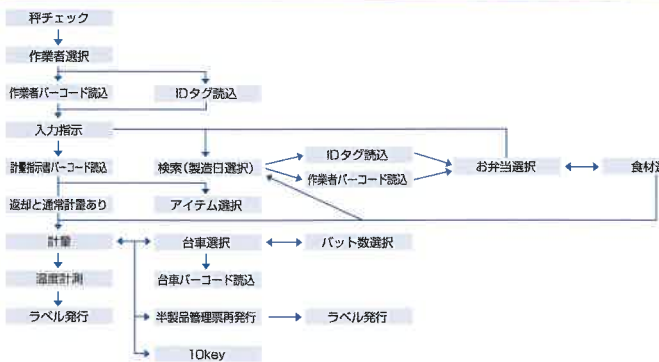 秤チェック
作業者選択
作業者バーコード読込
IDタグ読込
入力指示
計量指示書バーコード読込
検索(製造日選択)
IDタグ読込
作業者バーコード読込
お弁当選択
食材選
返却と通常計量あり
アイテム選択
計量
台車選択
バット数選択
温度計測
台車バーコード読込
ラベル発行
半製品管理票再発行
ラベル発行
10key